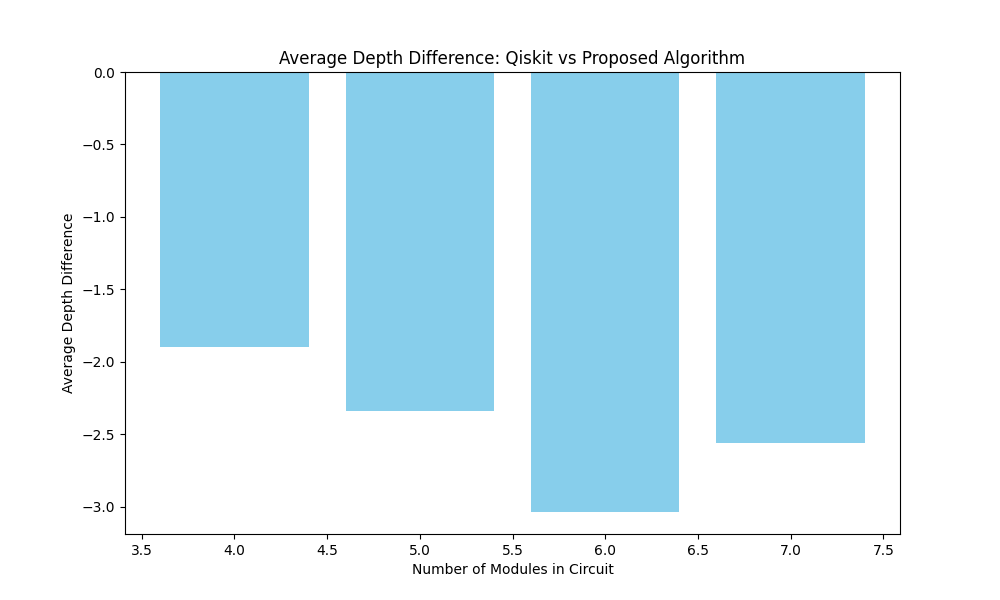 Average Depth Difference: Qiskit vs Proposed Algorithm
0.0
−0.5
−1.0
−1.5
−2.0
−2.5
−3.0
Average Depth Difference
3.5 4.0 4.5 5.0 5.5 6.0 6.5 7.0 7.5
Number of Modules in Circuit